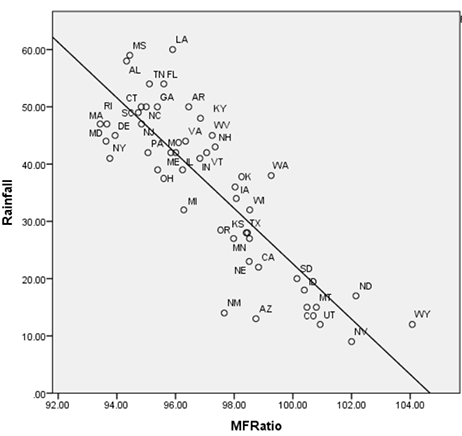 60.00
50.00
40.00
30.00
20.00
10.00
.00
Rainfall
LA
MS
AL
TN FL
CT
GA
AR
RI
SC
NC
KY
MA
DE
NJ
VA
WV
MD
NH
NY
PA MO
ME IL
IN VT
OH
WA
OK
MI
IA
WI
OR
KS TX
MN
NE
CA
SD
ID
ND
NM
AZ
MT
UT
WY
NV
92.00 94.00 96.00 98.00 100.00 102.00 104.00
MFRatio